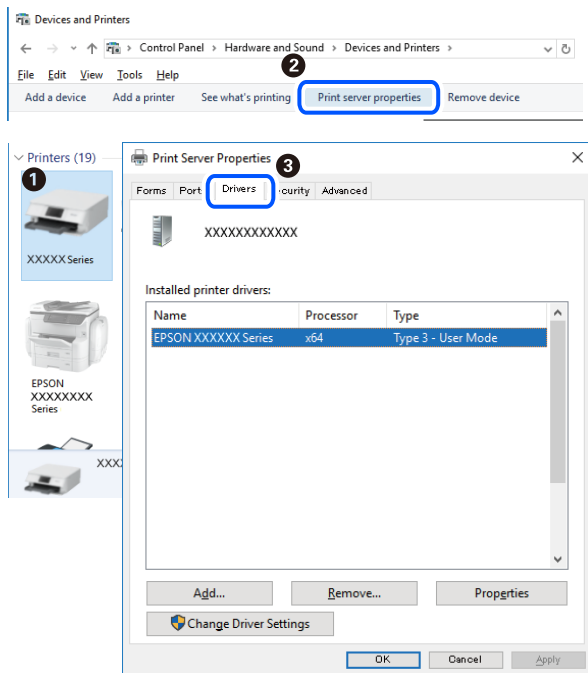 Devices and Printers
Control Panel > Hardware and Sound > Devices and Printers >
File Edit View Tools Help
2
Add a device Add a printer See what's printing Print server properties Remove device
Printers (19)
1
XXXXX Series
EPSON
XXXXXXXX
Series
XXX
Print Server Properties
3
Forms Port Drivers curity Advanced
XXXXXXXXXXXX
Installed printer drivers:
Name Processor Type
EPSON XXXXXX Series x64 Type 3 - User Mode
Add... Remove... Properties
Change Driver Settings
OK Cancel Apply